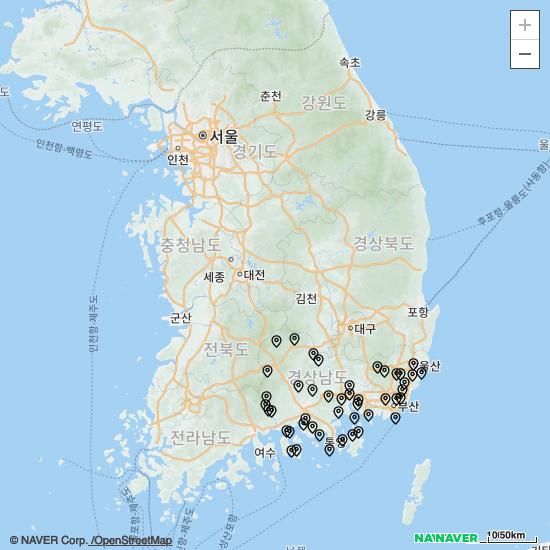 +
−
속초
춘천
강원도
강릉
도
연평도
서울
울
인천
경기도
인천항-백령도
후포항-울릉도(사동항)
충청남도
경상북도
세종
대전
인천항-제주도
김천
군산
포항
대구
전북도
울산
경상남도
부산
전라남도
여수
통영
© NAVER Corp. /OpenStreetMap
NAVER
10/50km